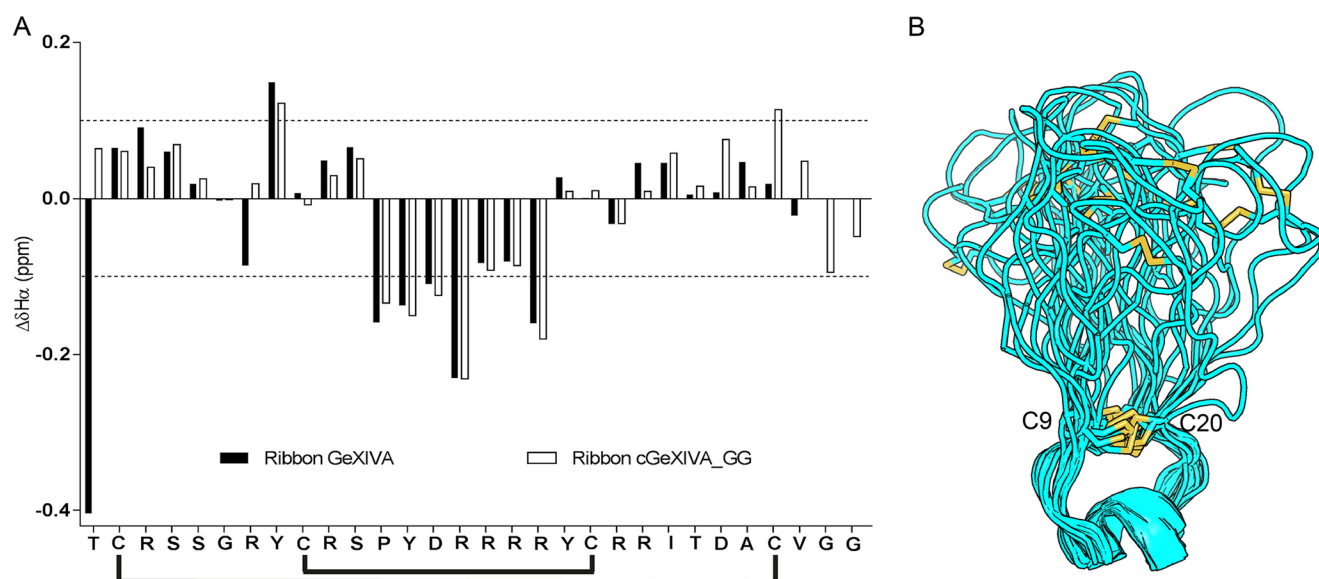 A
B
0.2
0.0
-0.2
-0.4
ΔδHα (ppm)
Ribbon GeXIVA
Ribbon cGeXIVA_GG
T C R S S G R Y C R S P Y D R R R R Y C R R I T D A C V G G
C9
C20